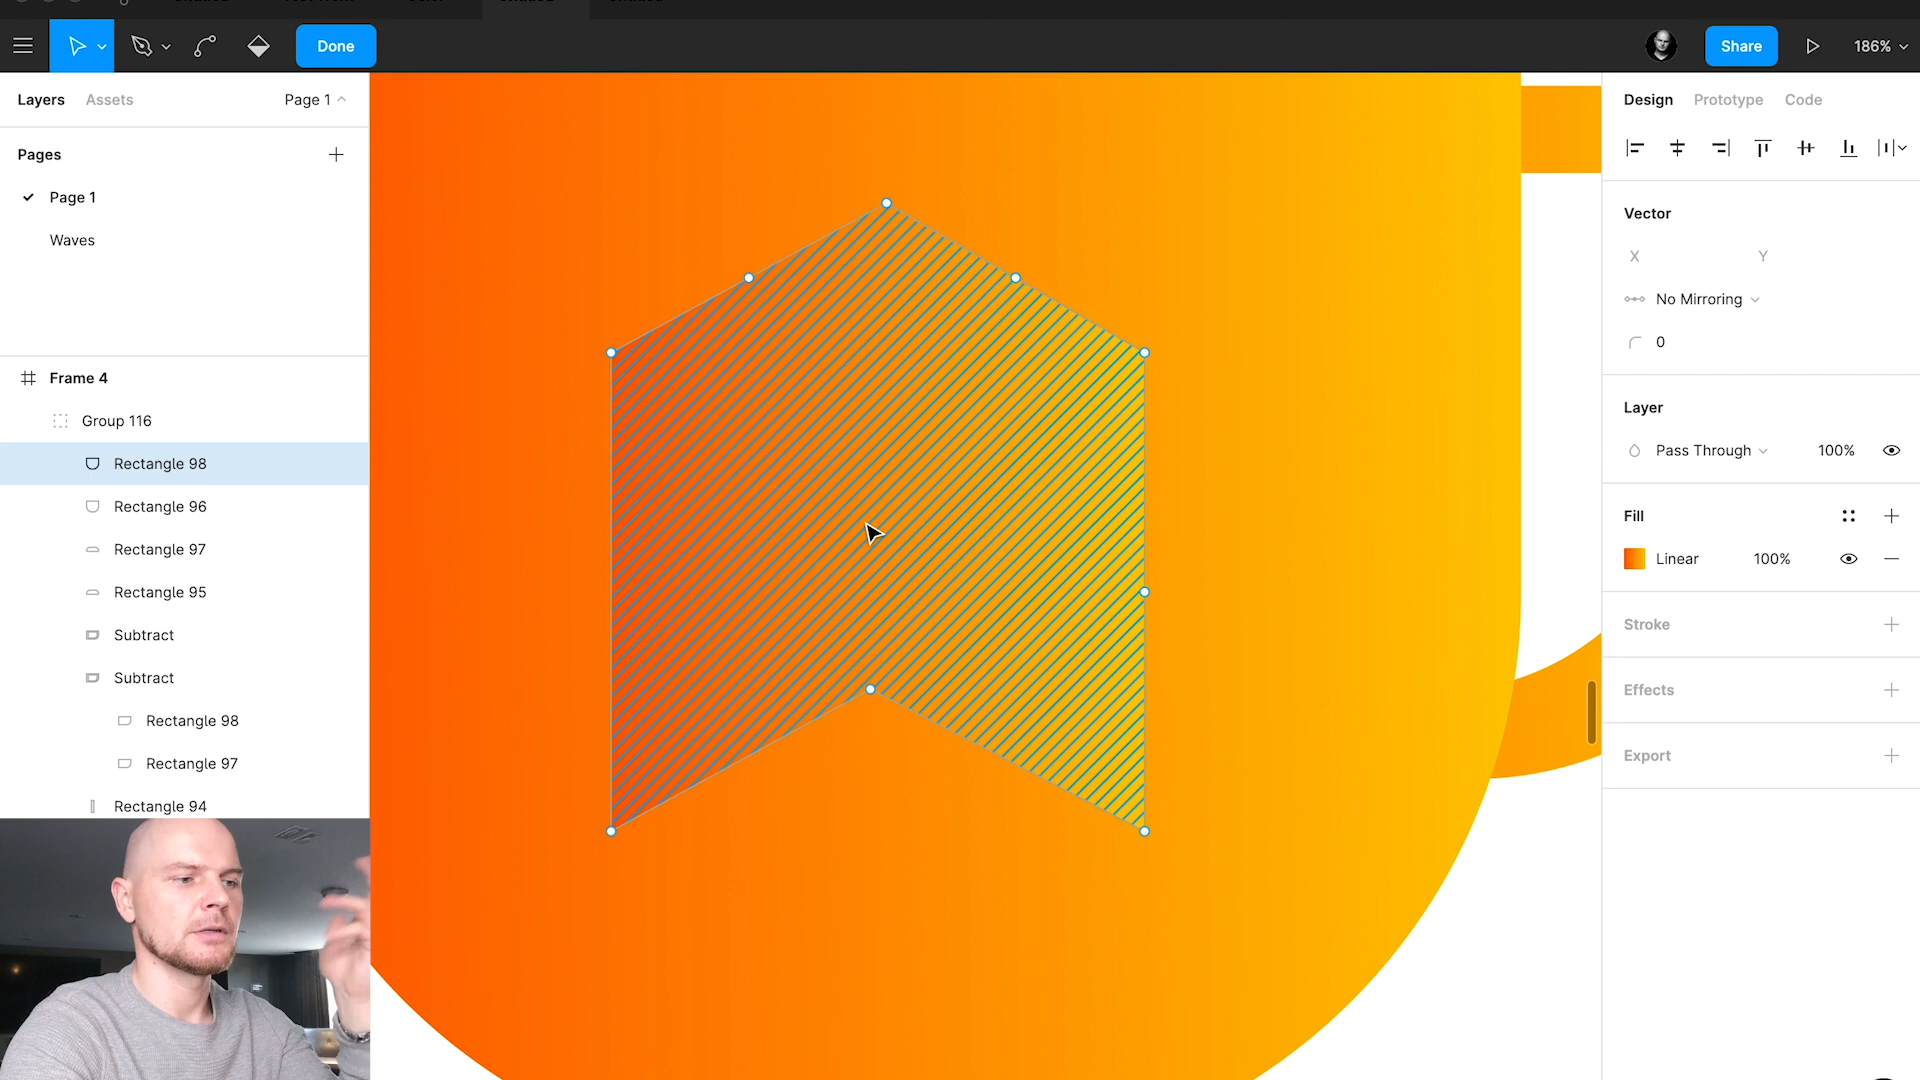 Done
Share
186%
Layers
Assets
Page 1
Pages
Page 1
Waves
Frame 4
Group 116
Rectangle 98
Rectangle 96
Rectangle 97
Rectangle 95
Subtract
Subtract
Rectangle 98
Rectangle 97
Rectangle 94
Design
Prototype
Code
Vector
X
Y
No Mirroring
0
Layer
Pass Through
100%
Fill
Linear
100%
Stroke
Effects
Export